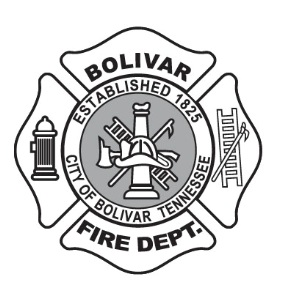 BOLIVAR
ESTABLISHED 1825
CITY OF BOLIVAR TENNESSEE
FIRE DEPT.